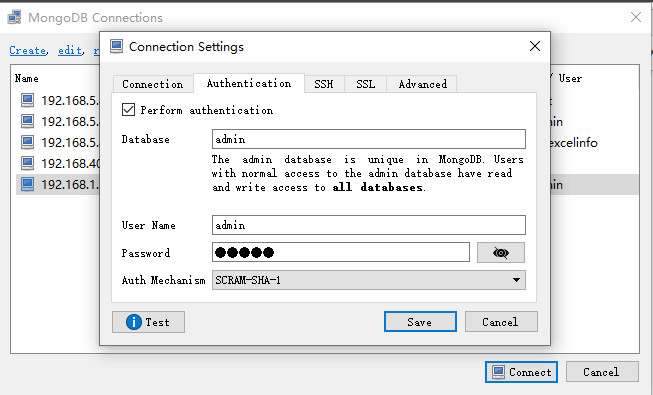 MongoDB Connections
Create, edit, r
Connection Settings
Name
/ User
Connection Authentication SSH SSL Advanced
192.168.5.
Perform authentication
192.168.5.
192.168.5.
excelinfo
192.168.40
192.168.1.
Database admin
The admin database is unique in MongoDB. Users
with normal access to the admin database have read
and write access to all databases.
User Name admin
Password ●●●●●
Auth Mechanism SCRAM-SHA-1
Test Save Cancel
Connect Cancel